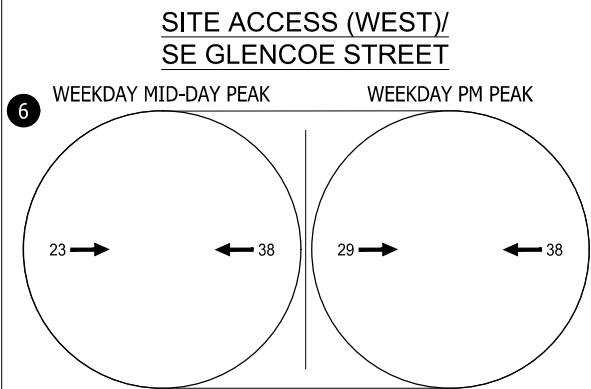 SITE ACCESS (WEST)/
SE GLENCOE STREET
WEEKDAY MID-DAY PEAK WEEKDAY PM PEAK
6
23 38 29 38